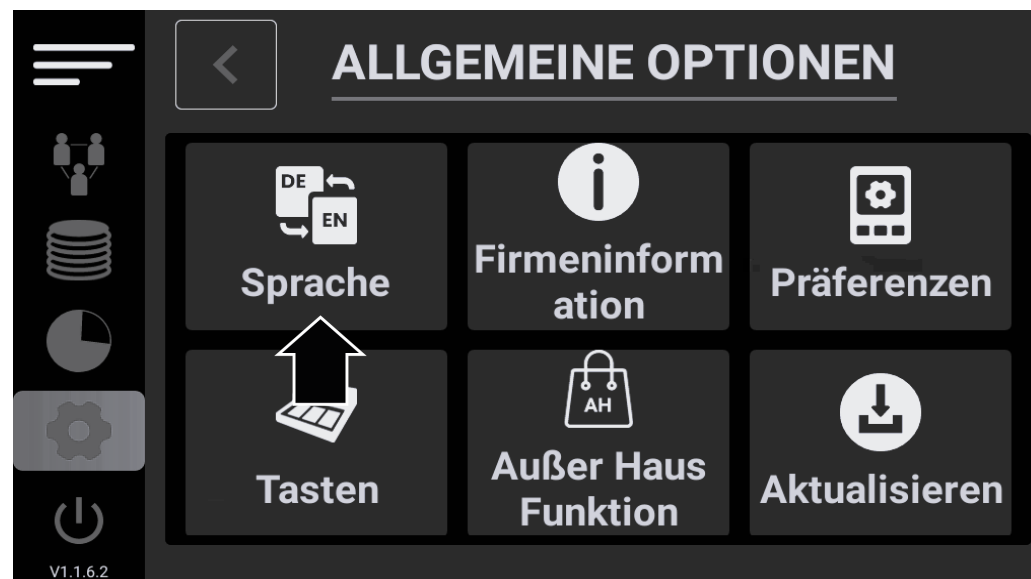 ALLGEMEINE OPTIONEN
DE
EN
Sprache
Firmeninform
ation
Präferenzen
Tasten
AH
Außer Haus
Funktion
Aktualisieren
V1.1.6.2